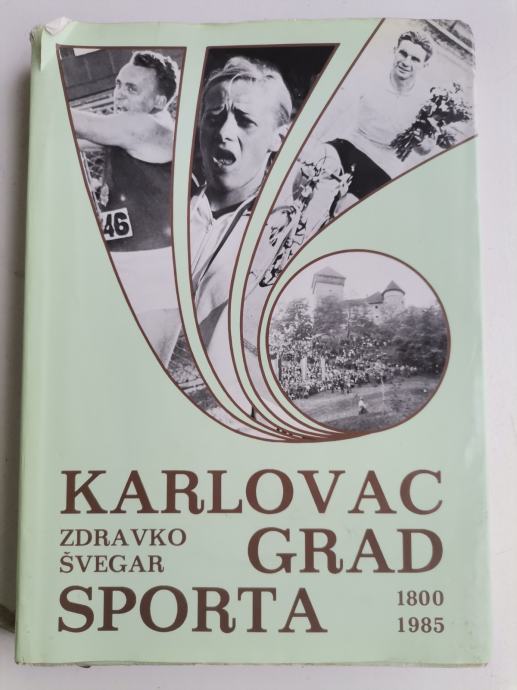 46
KARLOVAC
ZDRAVKO
ŠVEGAR
GRAD
SPORTA
1800
1985